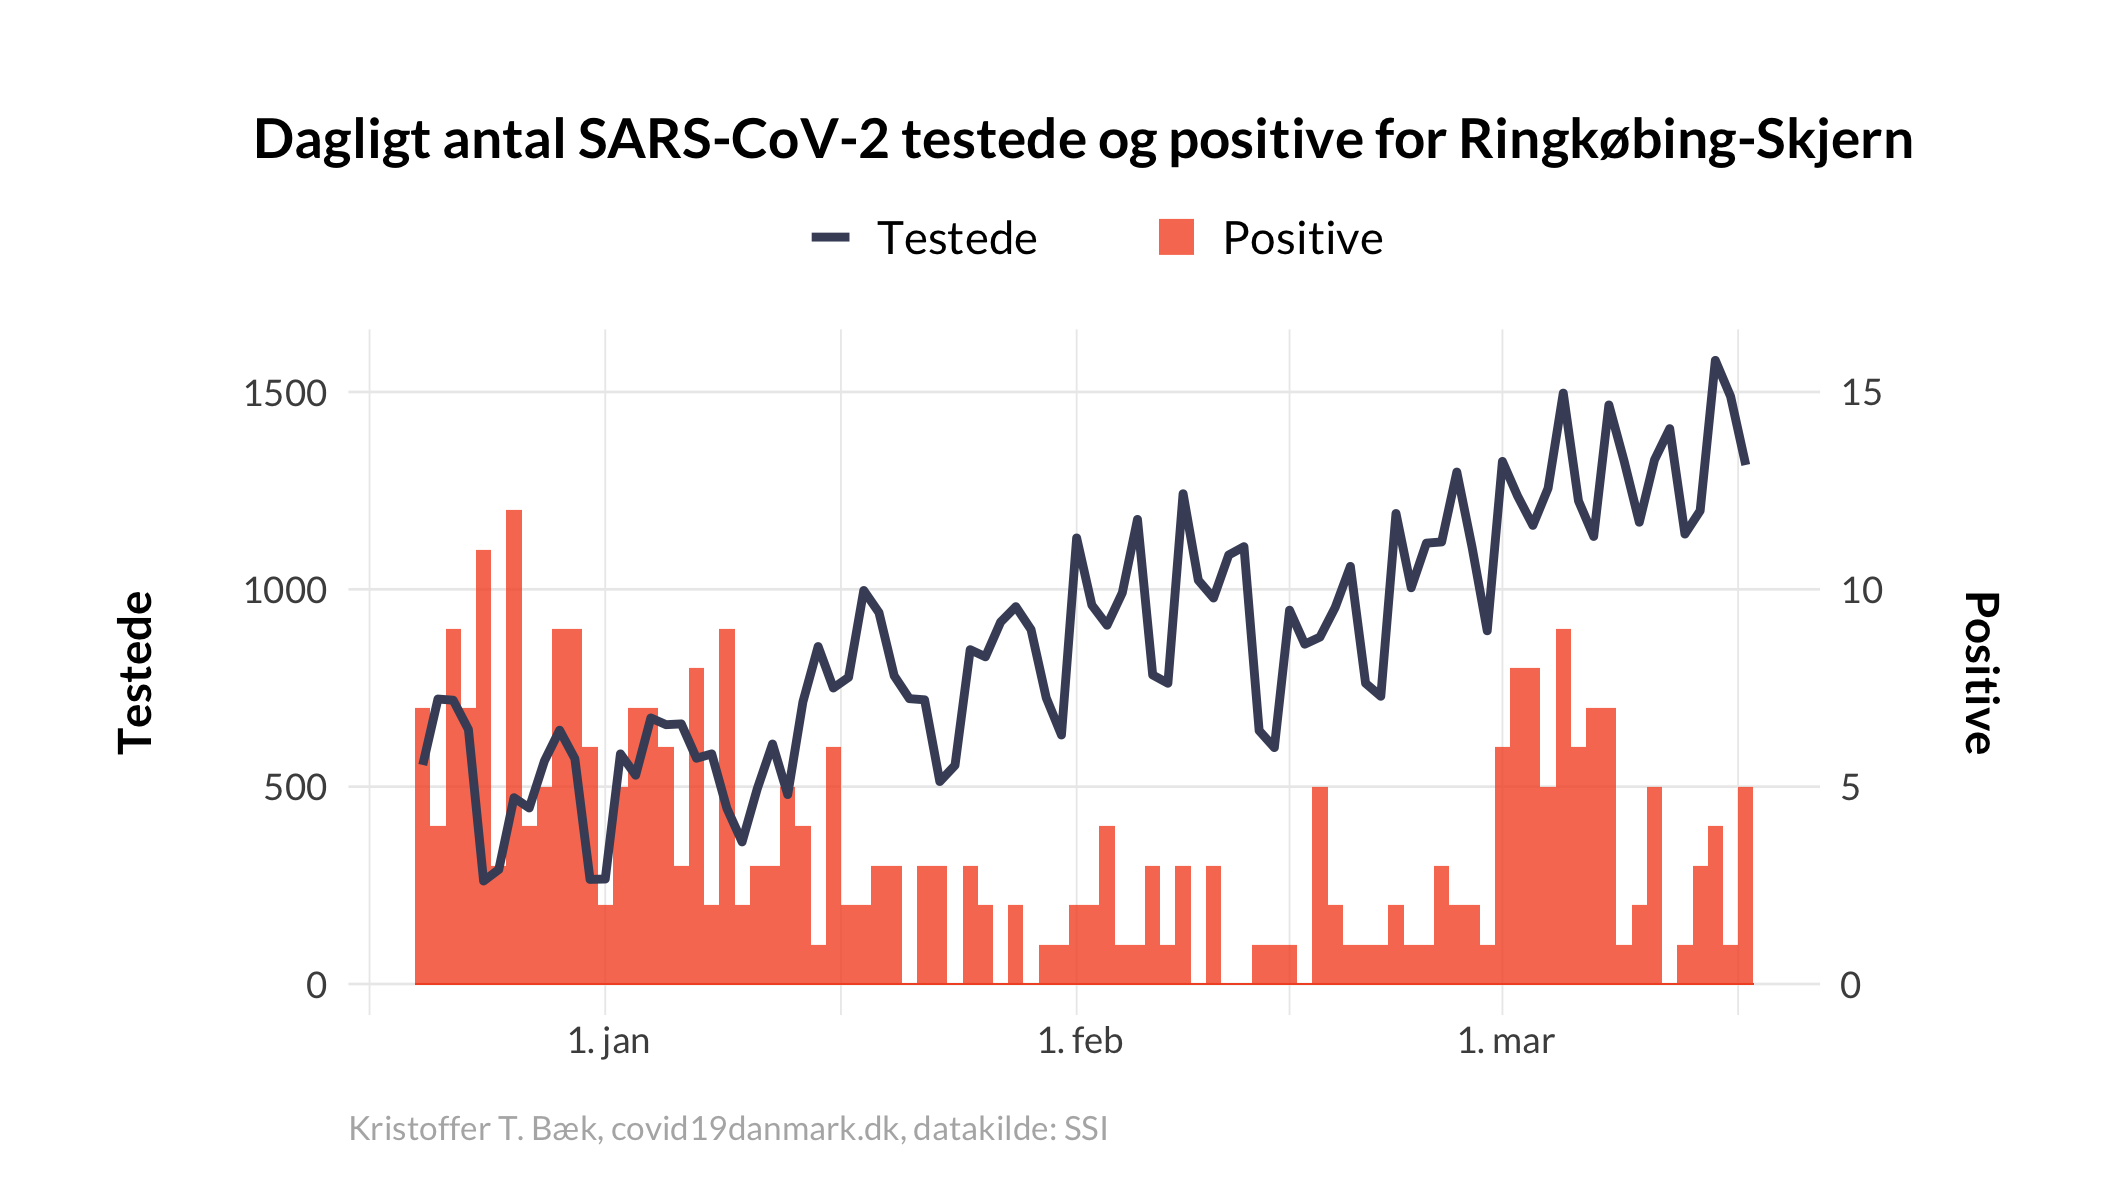 Dagligt antal SARS-CoV-2 testede og positive for Ringkøbing-Skjern
Testede
Positive
1500
1000
500
0
Testede
15
10
5
0
Positive
1. jan
1. feb
1. mar
Kristoffer T. Bæk, covid19danmark.dk, datakilde: SSI